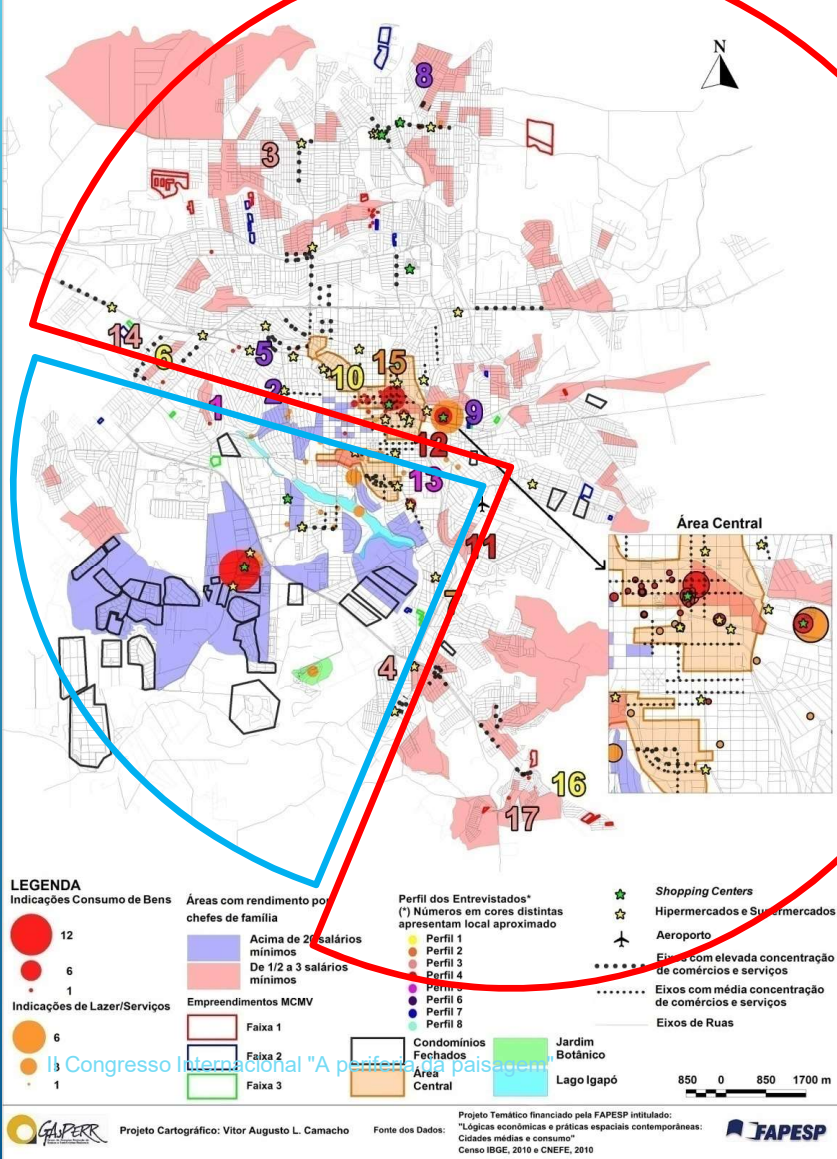 N
8
3
14
6
5
10
15
2
1
9
12
13
11
4
16
17
Área Central
LEGENDA
Indicações Consumo de Bens
12
6
1
Indicações de Lazer/Serviços
6
3
1
Áreas com rendimento por
chefes de família
Acima de 20 salários
mínimos
De 1/2 a 3 salários
mínimos
Empreendimentos MCMV
Faixa 1
Faixa 2
Faixa 3
Perfil dos Entrevistados*
(*) Números em cores distintas
apresentam local aproximado
Perfil 1
Perfil 2
Perfil 3
Perfil 4
Perfil 5
Perfil 6
Perfil 7
Perfil 8
Condomínios
Fechados
Área
Central
Jardim
Botânico
Lago Igapó
Shopping Centers
Hipermercados e Supermercados
Aeroporto
Eixos com elevada concentração
de comércios e serviços
Eixos com média concentração
de comércios e serviços
Eixos de Ruas
850 0 850 1700 m
II Congresso Internacional "A periferia da paisagem"
GAsPERR
Projeto Cartográfico: Vitor Augusto L. Camacho
Fonte dos Dados:
Projeto Temático financiado pela FAPESP intitulado:
"Lógicas econômicas e práticas espaciais contemporâneas:
Cidades médias e consumo"
Censo IBGE, 2010 e CNEFE, 2010
FAPESP